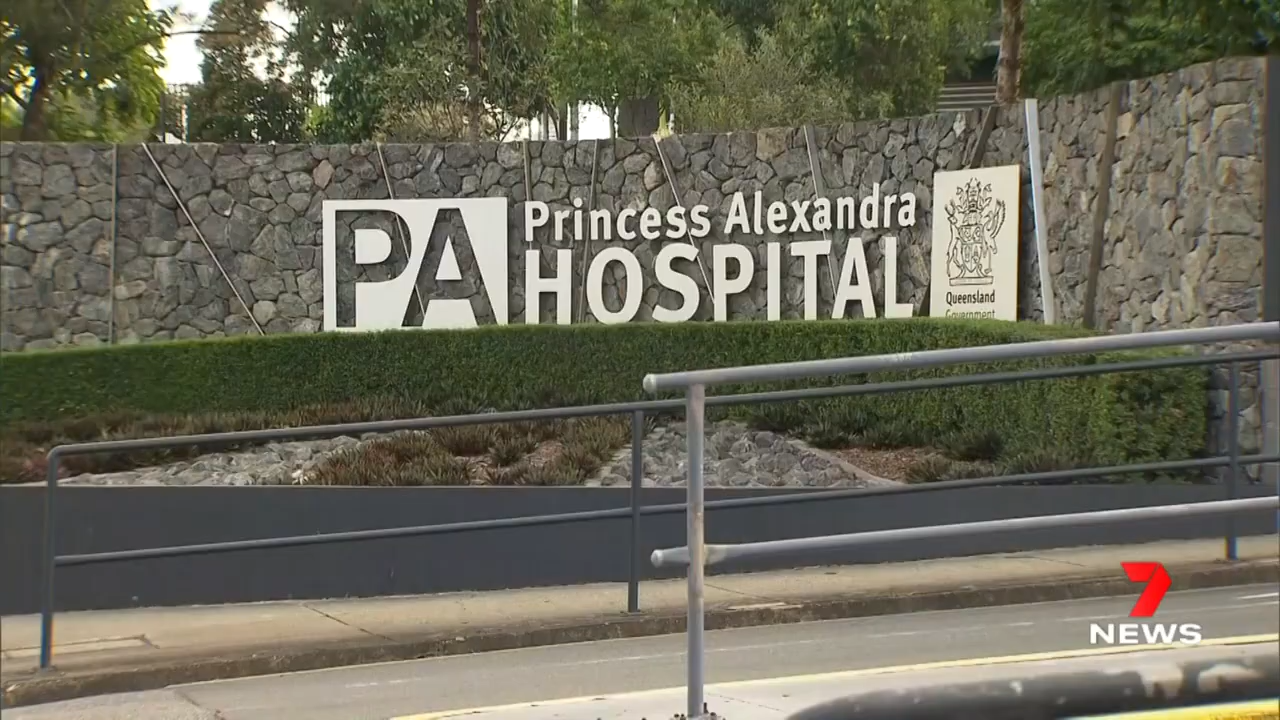 PA
Princess Alexandra
HOSPITAL
Queensland
Government
7
NEWS